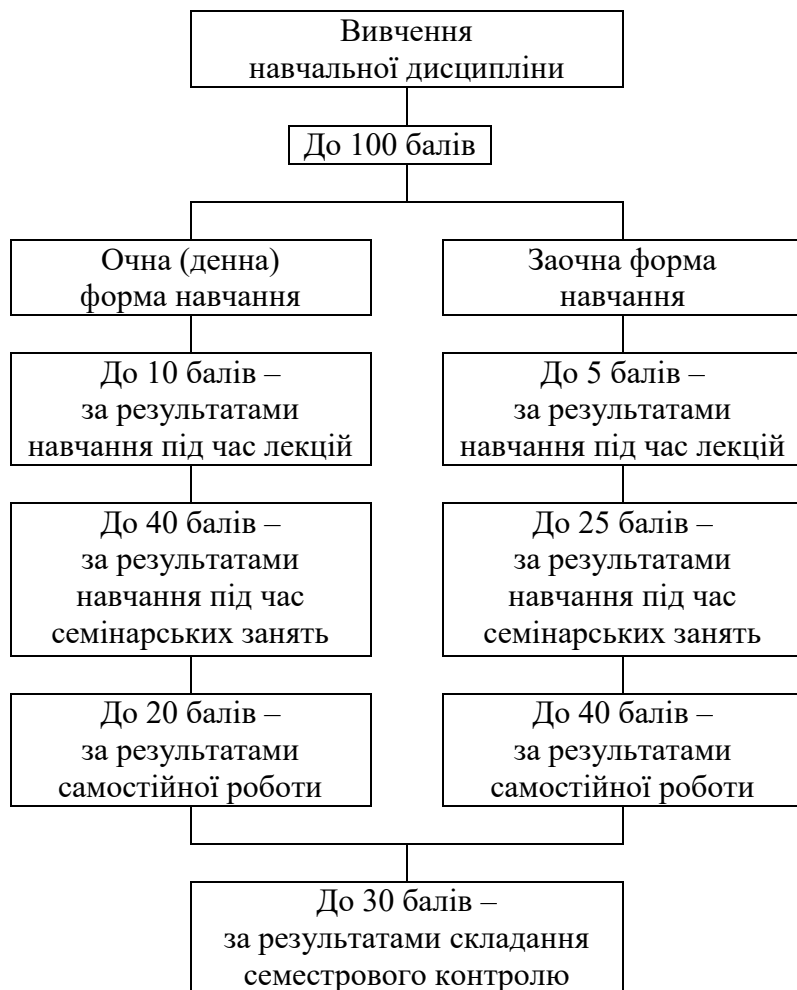 Вивчення
навчальної дисципліни
До 100 балів
Очна (денна)
форма навчання
До 10 балів –
за результатами
навчання під час лекцій
До 40 балів –
за результатами
навчання під час
семінарських занять
До 20 балів –
за результатами
самостійної роботи
Заочна форма
навчання
До 5 балів –
за результатами
навчання під час лекцій
До 25 балів –
за результатами
навчання під час
семінарських занять
До 40 балів –
за результатами
самостійної роботи
До 30 балів –
за результатами складання
семестрового контролю